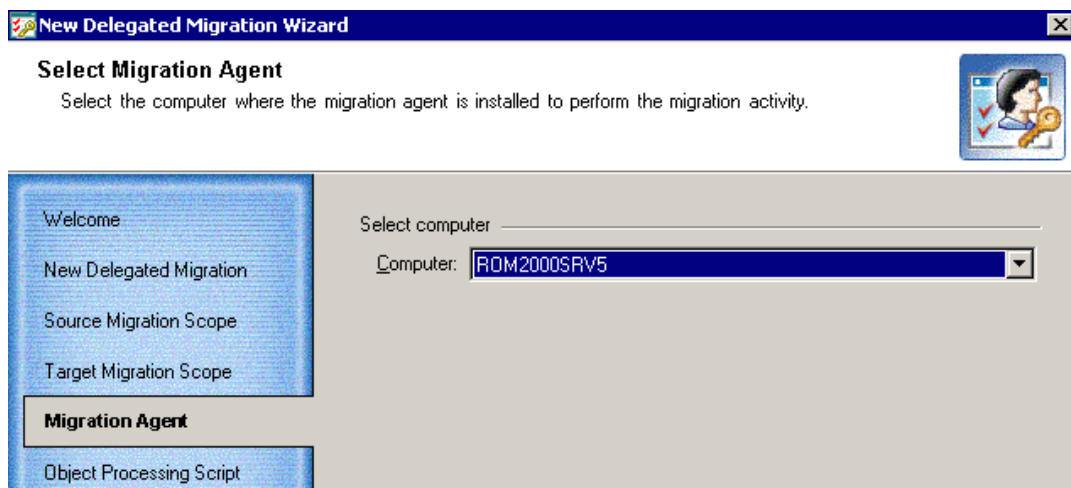 New Delegated Migration Wizard
Select Migration Agent
Select the computer where the migration agent is installed to perform the migration activity.
Welcome
New Delegated Migration
Source Migration Scope
Target Migration Scope
Migration Agent
Object Processing Script
Select computer
Computer: ROM2000SRV5